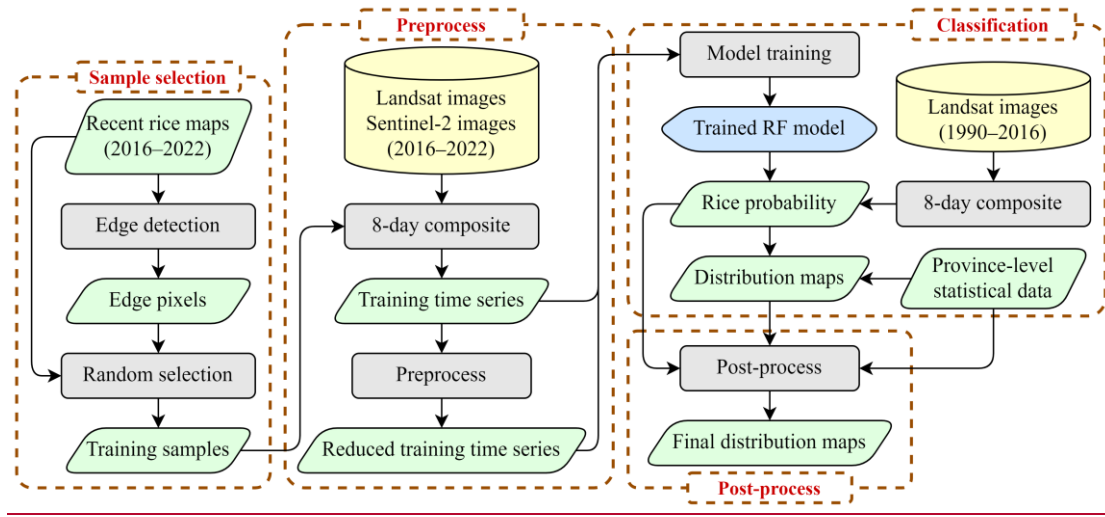 Sample selection
Recent rice maps
(2016–2022)
Edge detection
Edge pixels
Random selection
Training samples
Preprocess
Landsat images
Sentinel-2 images
(2016–2022)
8-day composite
Training time series
Preprocess
Reduced training time series
Classification
Model training
Trained RF model
Landsat images
(1990–2016)
Rice probability
8-day composite
Distribution maps
Province-level
statistical data
Post-process
Final distribution maps
Post-process